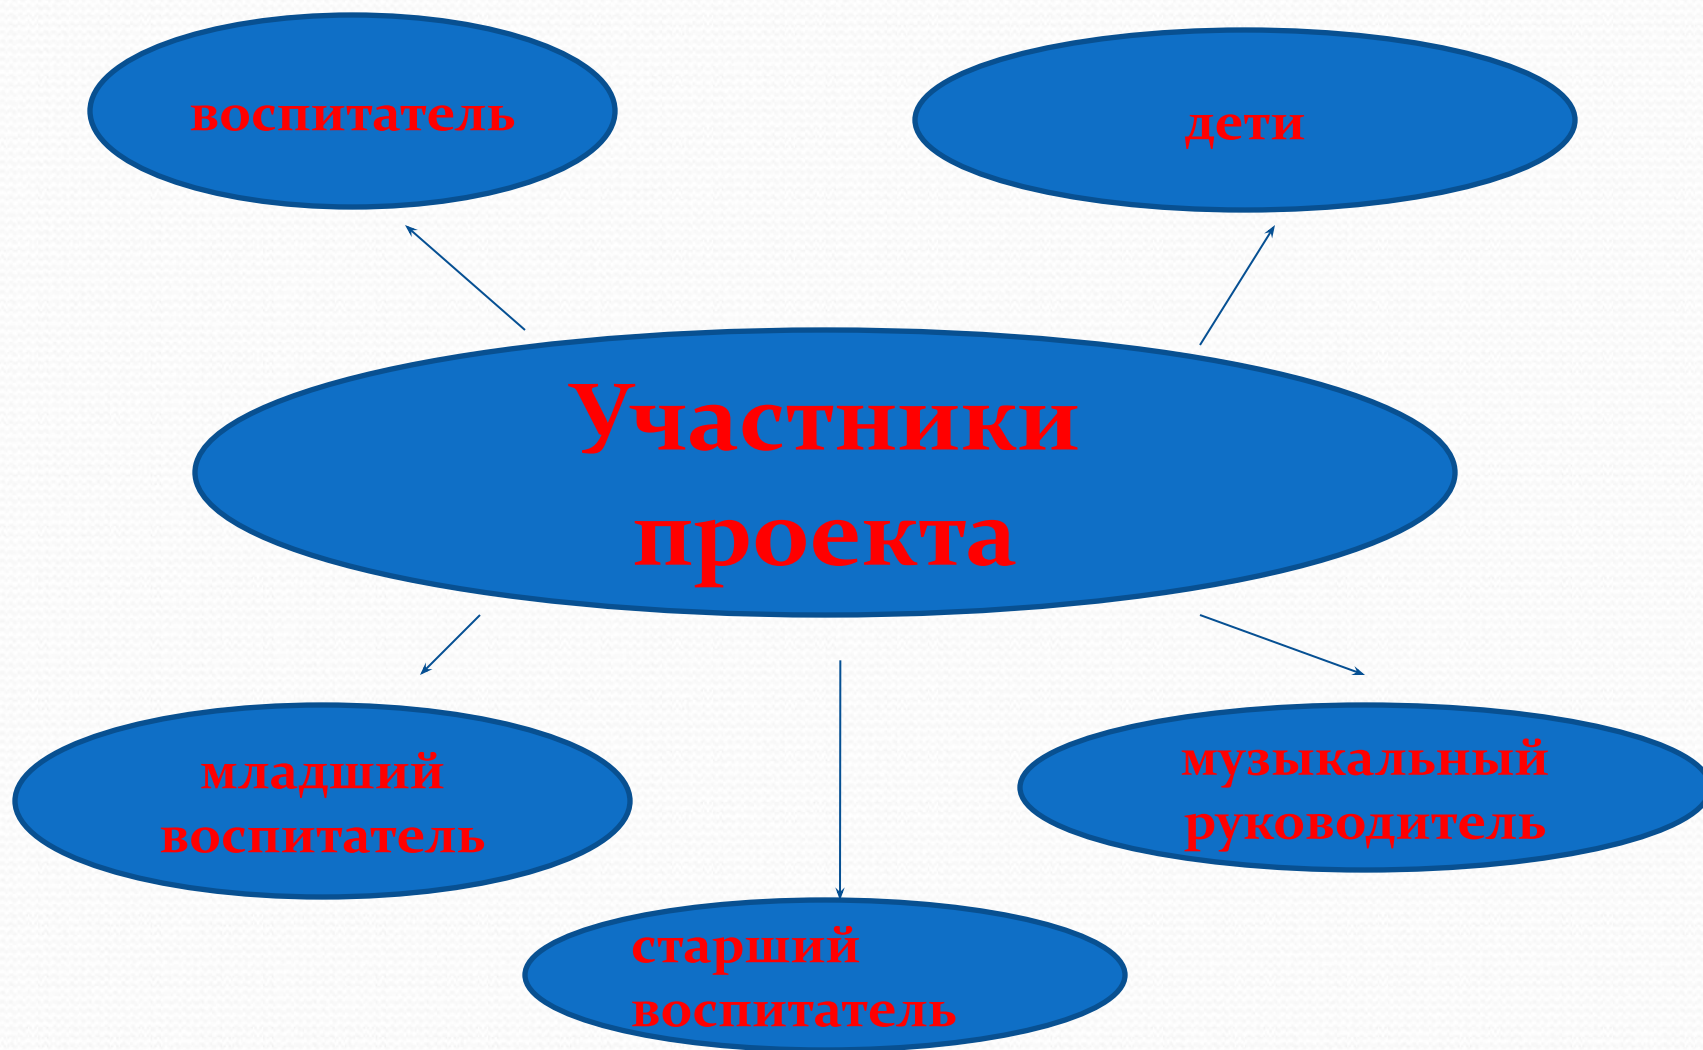 воспитатель
дети
Участники
проекта
младший
воспитатель
музыкальный
руководитель
старший
воспитатель